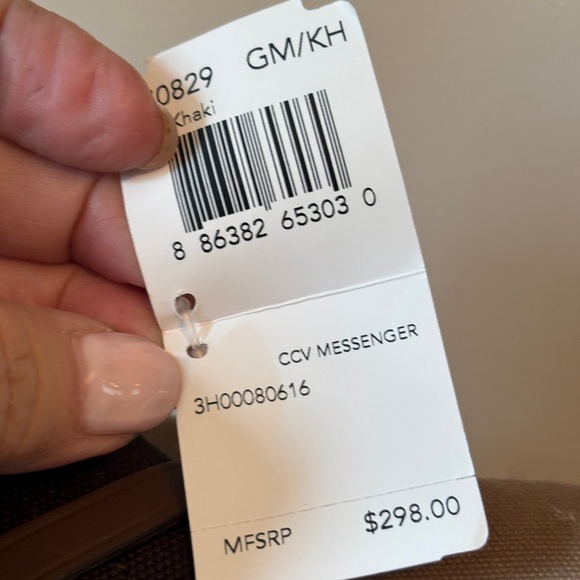 0829 GM/KH
Khaki
8 86382 65303 0
CCV MESSENGER
3H00080616
MFSRP $298.00